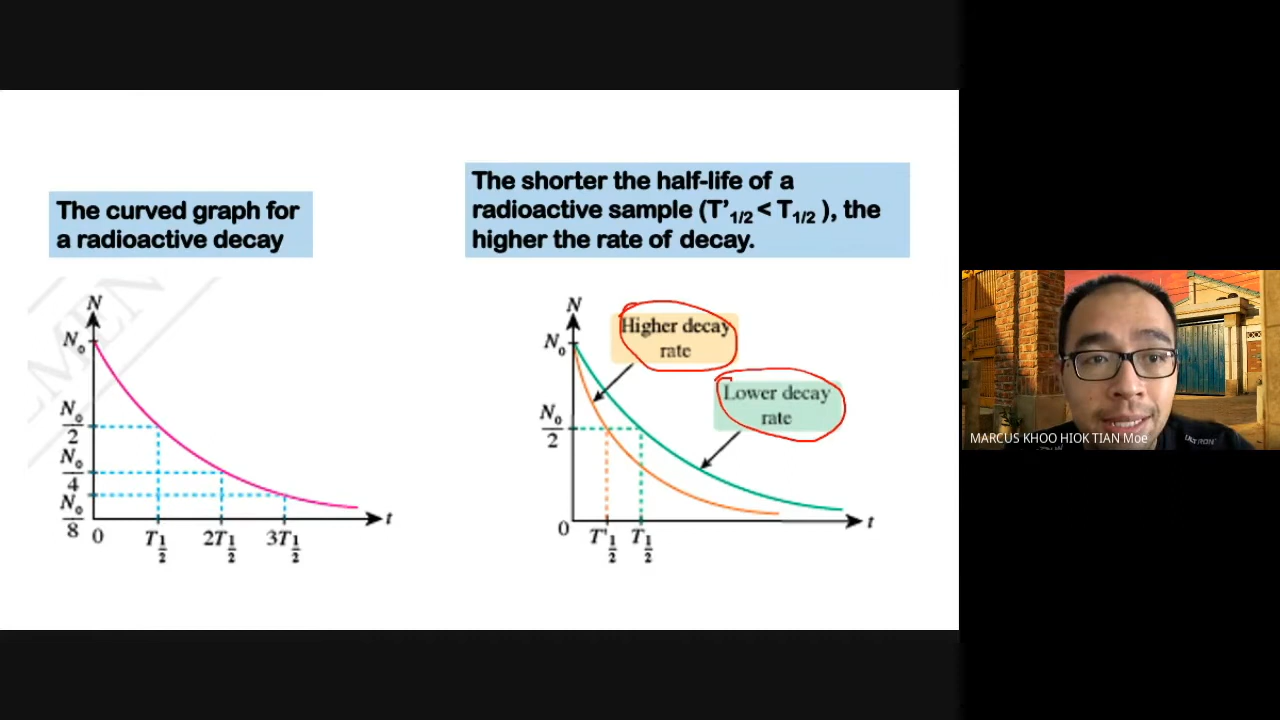 The curved graph for
a radioactive decay
The shorter the half-life of a
radioactive sample (T'1/2 < T1/2 ), the
higher the rate of decay.
N
N₀
N₀/2
N₀/4
N₀/8
0
T1/2
2T1/2
3T1/2
t
N
Higher decay
rate
N₀
Lower decay
rate
N₀/2
0
T'1/2
T1/2
t
MARCUS KHOO HIOK TIAN Moe